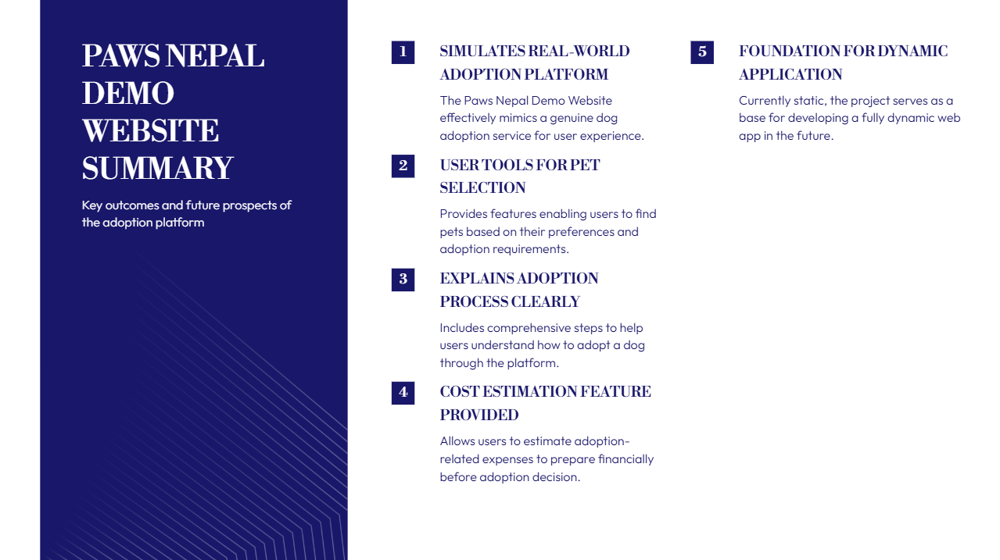 PAWS NEPAL
DEMO
WEBSITE
SUMMARY
Key outcomes and future prospects of
the adoption platform
1
SIMULATES REAL-WORLD
ADOPTION PLATFORM
The Paws Nepal Demo Website
effectively mimics a genuine dog
adoption service for user experience.
2
USER TOOLS FOR PET
SELECTION
Provides features enabling users to find
pets based on their preferences and
adoption requirements.
3
EXPLAINS ADOPTION
PROCESS CLEARLY
Includes comprehensive steps to help
users understand how to adopt a dog
through the platform.
4
COST ESTIMATION FEATURE
PROVIDED
Allows users to estimate adoption-
related expenses to prepare financially
before adoption decision.
5
FOUNDATION FOR DYNAMIC
APPLICATION
Currently static, the project serves as a
base for developing a fully dynamic web
app in the future.